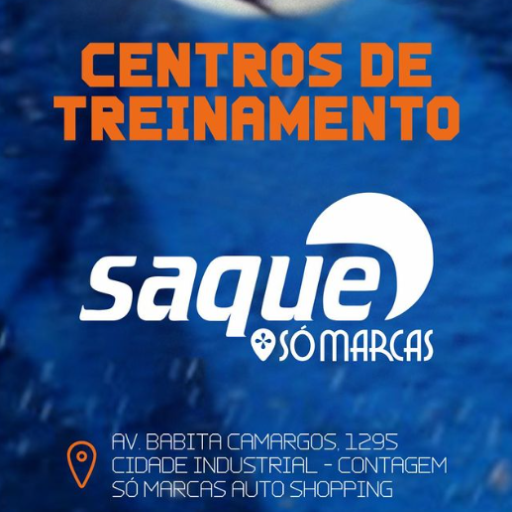 CENTROS DE
TREINAMENTO
saque
SÓ MARCAS
AV. BABITA CAMARGOS, 1295
CIDADE INDUSTRIAL - CONTAGEM
SÓ MARCAS AUTO SHOPPING